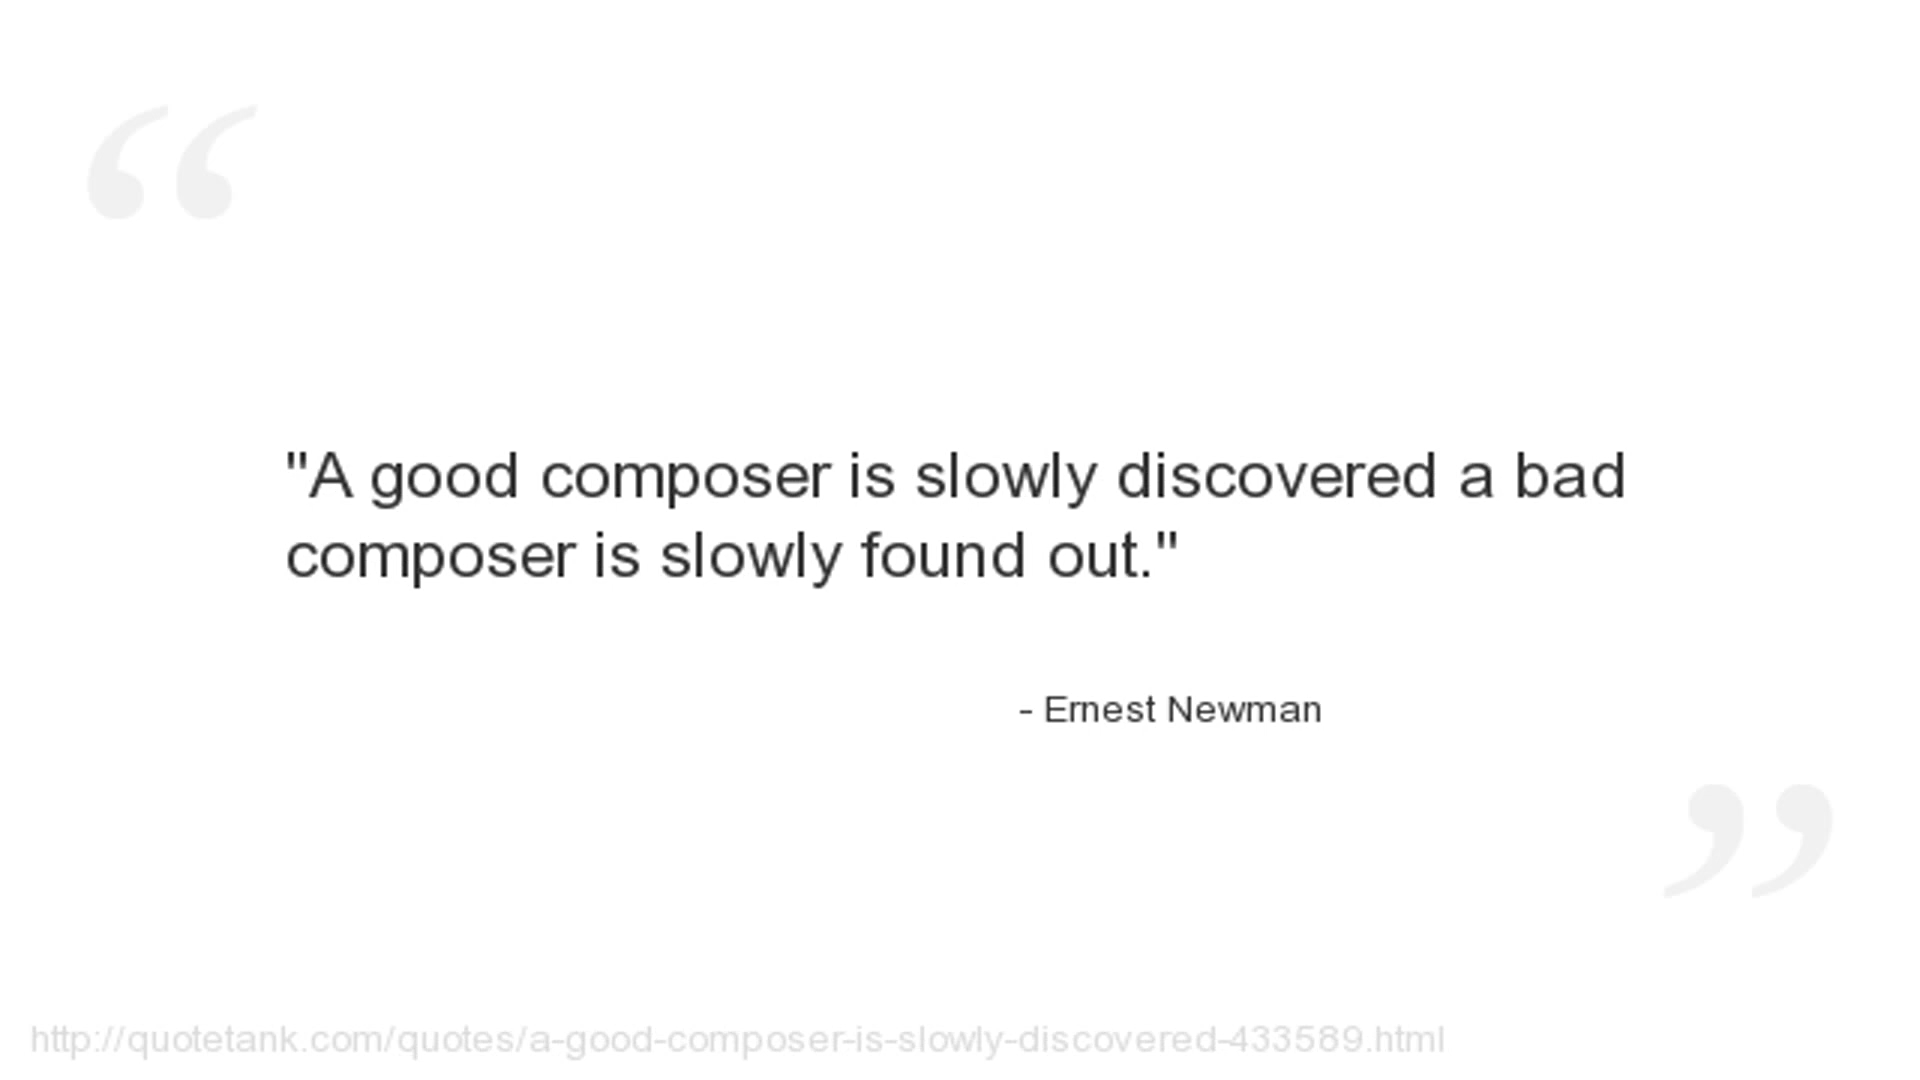 "A good composer is slowly discovered a bad
composer is slowly found out."
- Ernest Newman
http://quotetank.com/quotes/a-good-composer-is-slowly-discovered-433589.html